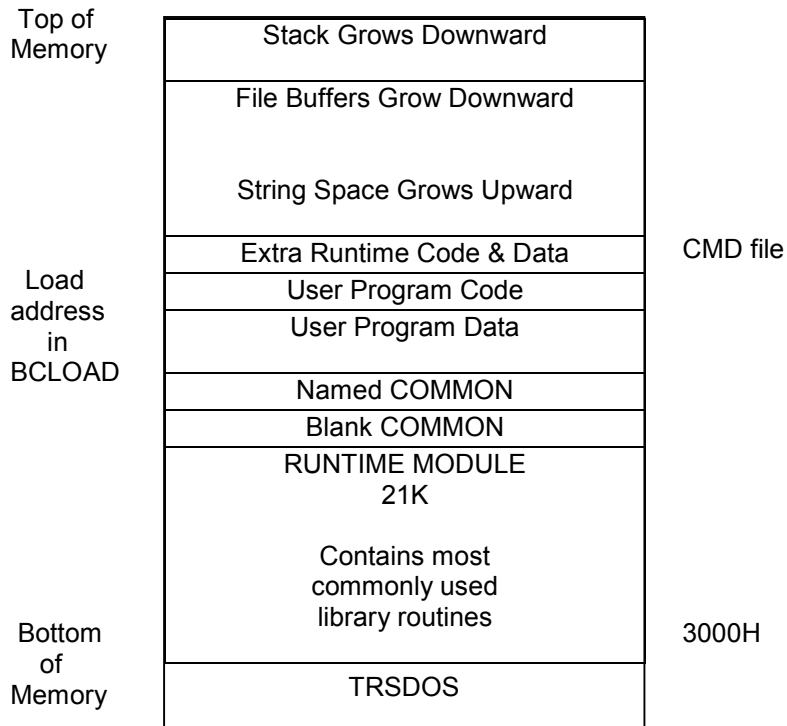 Top of
Memory
Stack Grows Downward
File Buffers Grow Downward
String Space Grows Upward
Extra Runtime Code & Data
CMD file
Load
address
in
BCLOAD
User Program Code
User Program Data
Named COMMON
Blank COMMON
RUNTIME MODULE
21K
Contains most
commonly used
library routines
3000H
Bottom
of
Memory
TRSDOS